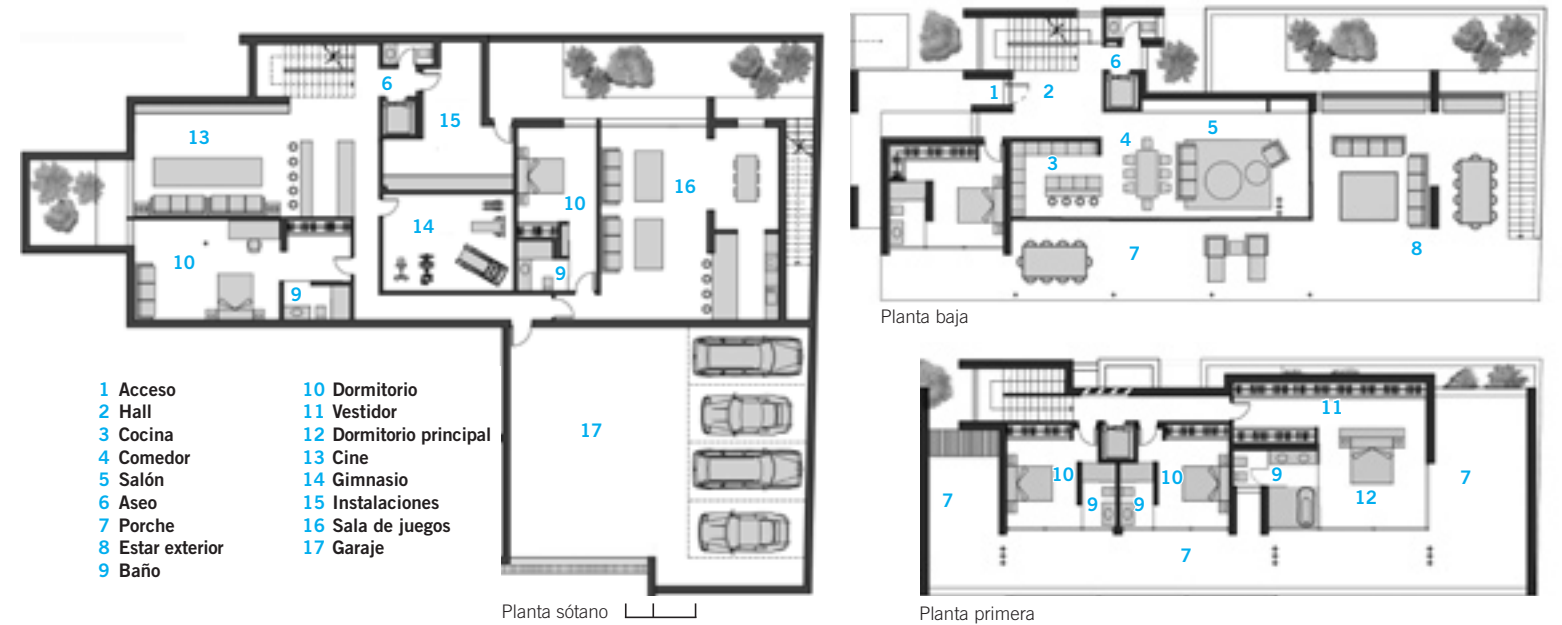 6
13
15
10
16
14
10
9
9
17
1 Acceso
2 Hall
3 Cocina
4 Comedor
5 Salón
6 Aseo
7 Porche
8 Estar exterior
9 Baño
10 Dormitorio
11 Vestidor
12 Dormitorio principal
13 Cine
14 Gimnasio
15 Instalaciones
16 Sala de juegos
17 Garaje
Planta sótano
6
1 2
4 5
3
7 8
Planta baja
11
10 10 9
7 9 9 12 7
7
Planta primera